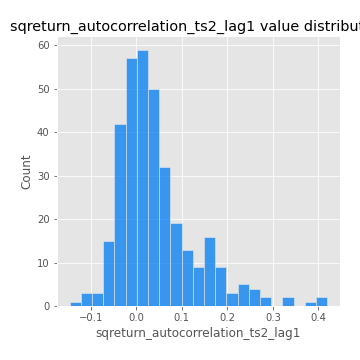 sqreturn_autocorrelation_ts2_lag1 value distribut
60
50
40
30
20
10
0
Count
−0.1 0.0 0.1 0.2 0.3 0.4
sqreturn_autocorrelation_ts2_lag1